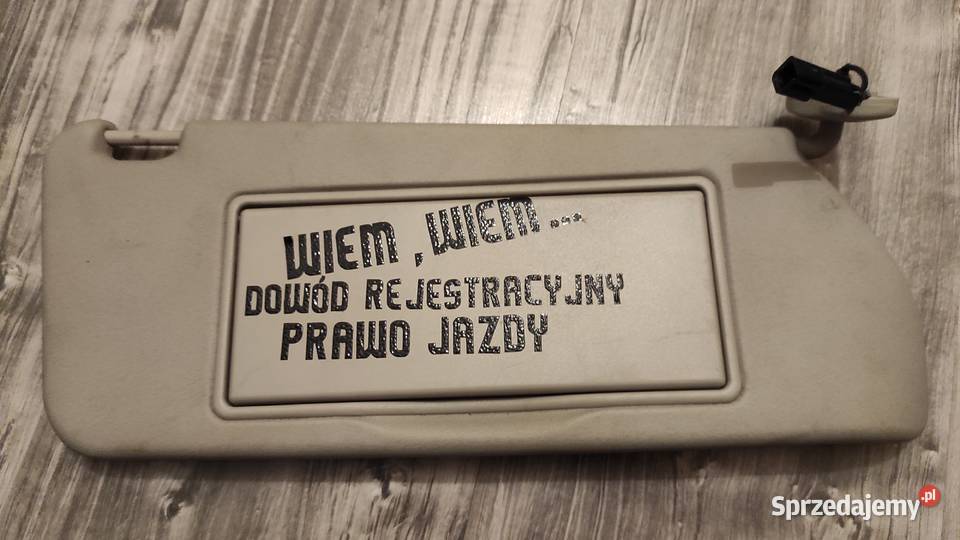 WIEM, WIEM...
DOWÓD REJESTRACYJNY
PRAWO JAZDY
Sprzedajemy.pl